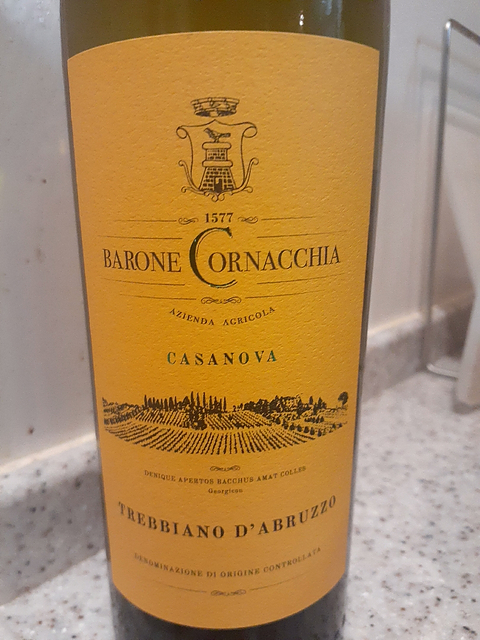 1577
BARONE CORNACCHIA
AZIENDA AGRICOLA
CASANOVA
DENIQUE APERTOS BACCHUS AMAT COLLES
Georgicon
TREBBIANO D'ABRUZZO
DENOMINAZIONE DI ORIGINE CONTROLLATA